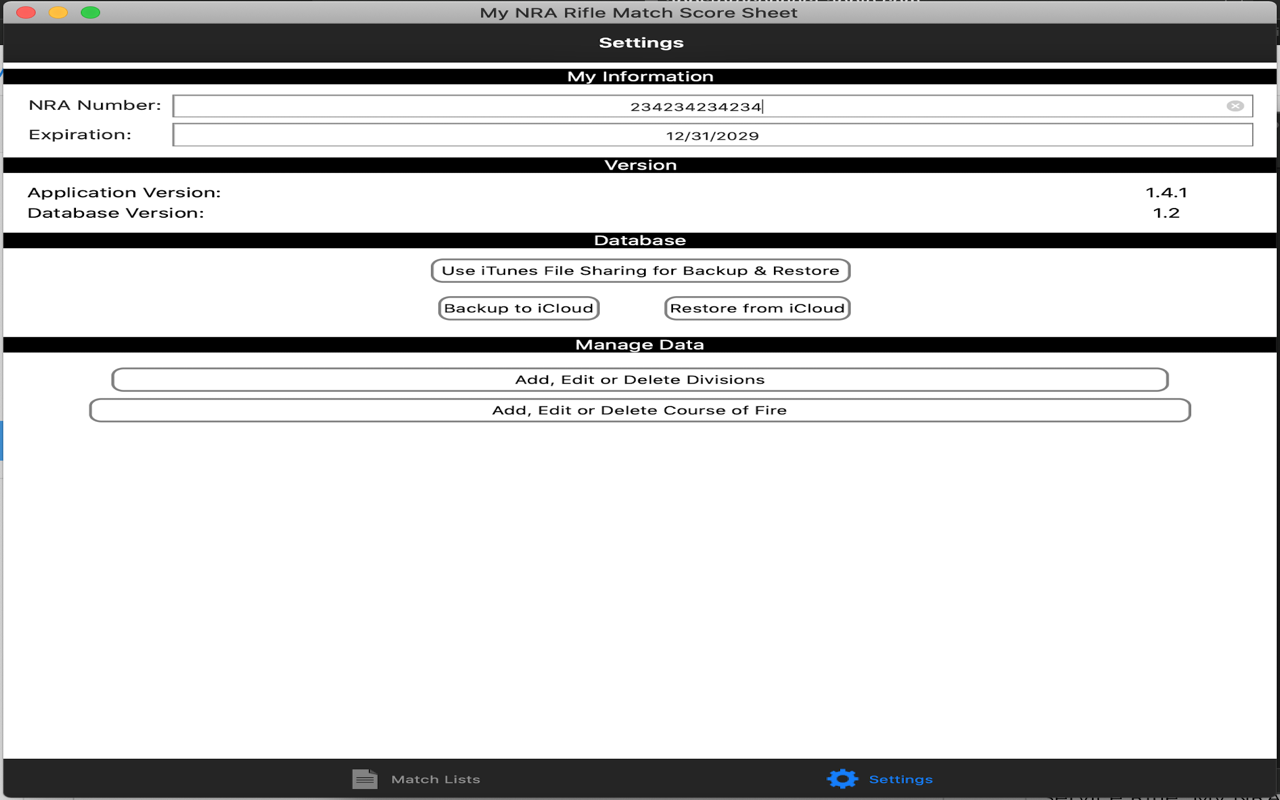 My NRA Rifle Match Score Sheet
Settings
My Information
NRA Number: 234234234234
Expiration: 12/31/2029
Version
Application Version: 1.4.1
Database Version: 1.2
Database
Use iTunes File Sharing for Backup & Restore
Backup to iCloud Restore from iCloud
Manage Data
Add, Edit or Delete Divisions
Add, Edit or Delete Course of Fire
Match Lists Settings